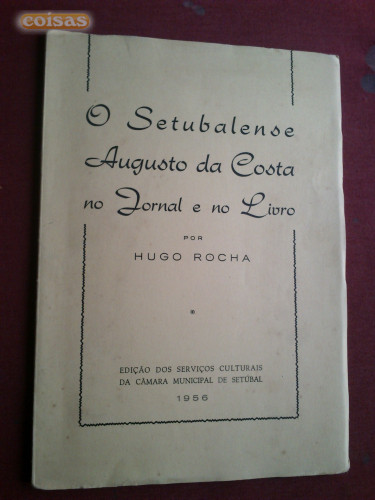 coisas
O Setubalense
Augusto da Costa
no Jornal e no Livro
POR
HUGO ROCHA
*
EDIÇÃO DOS SERVIÇOS CULTURAIS
DA CÂMARA MUNICIPAL DE SETÚBAL
1956